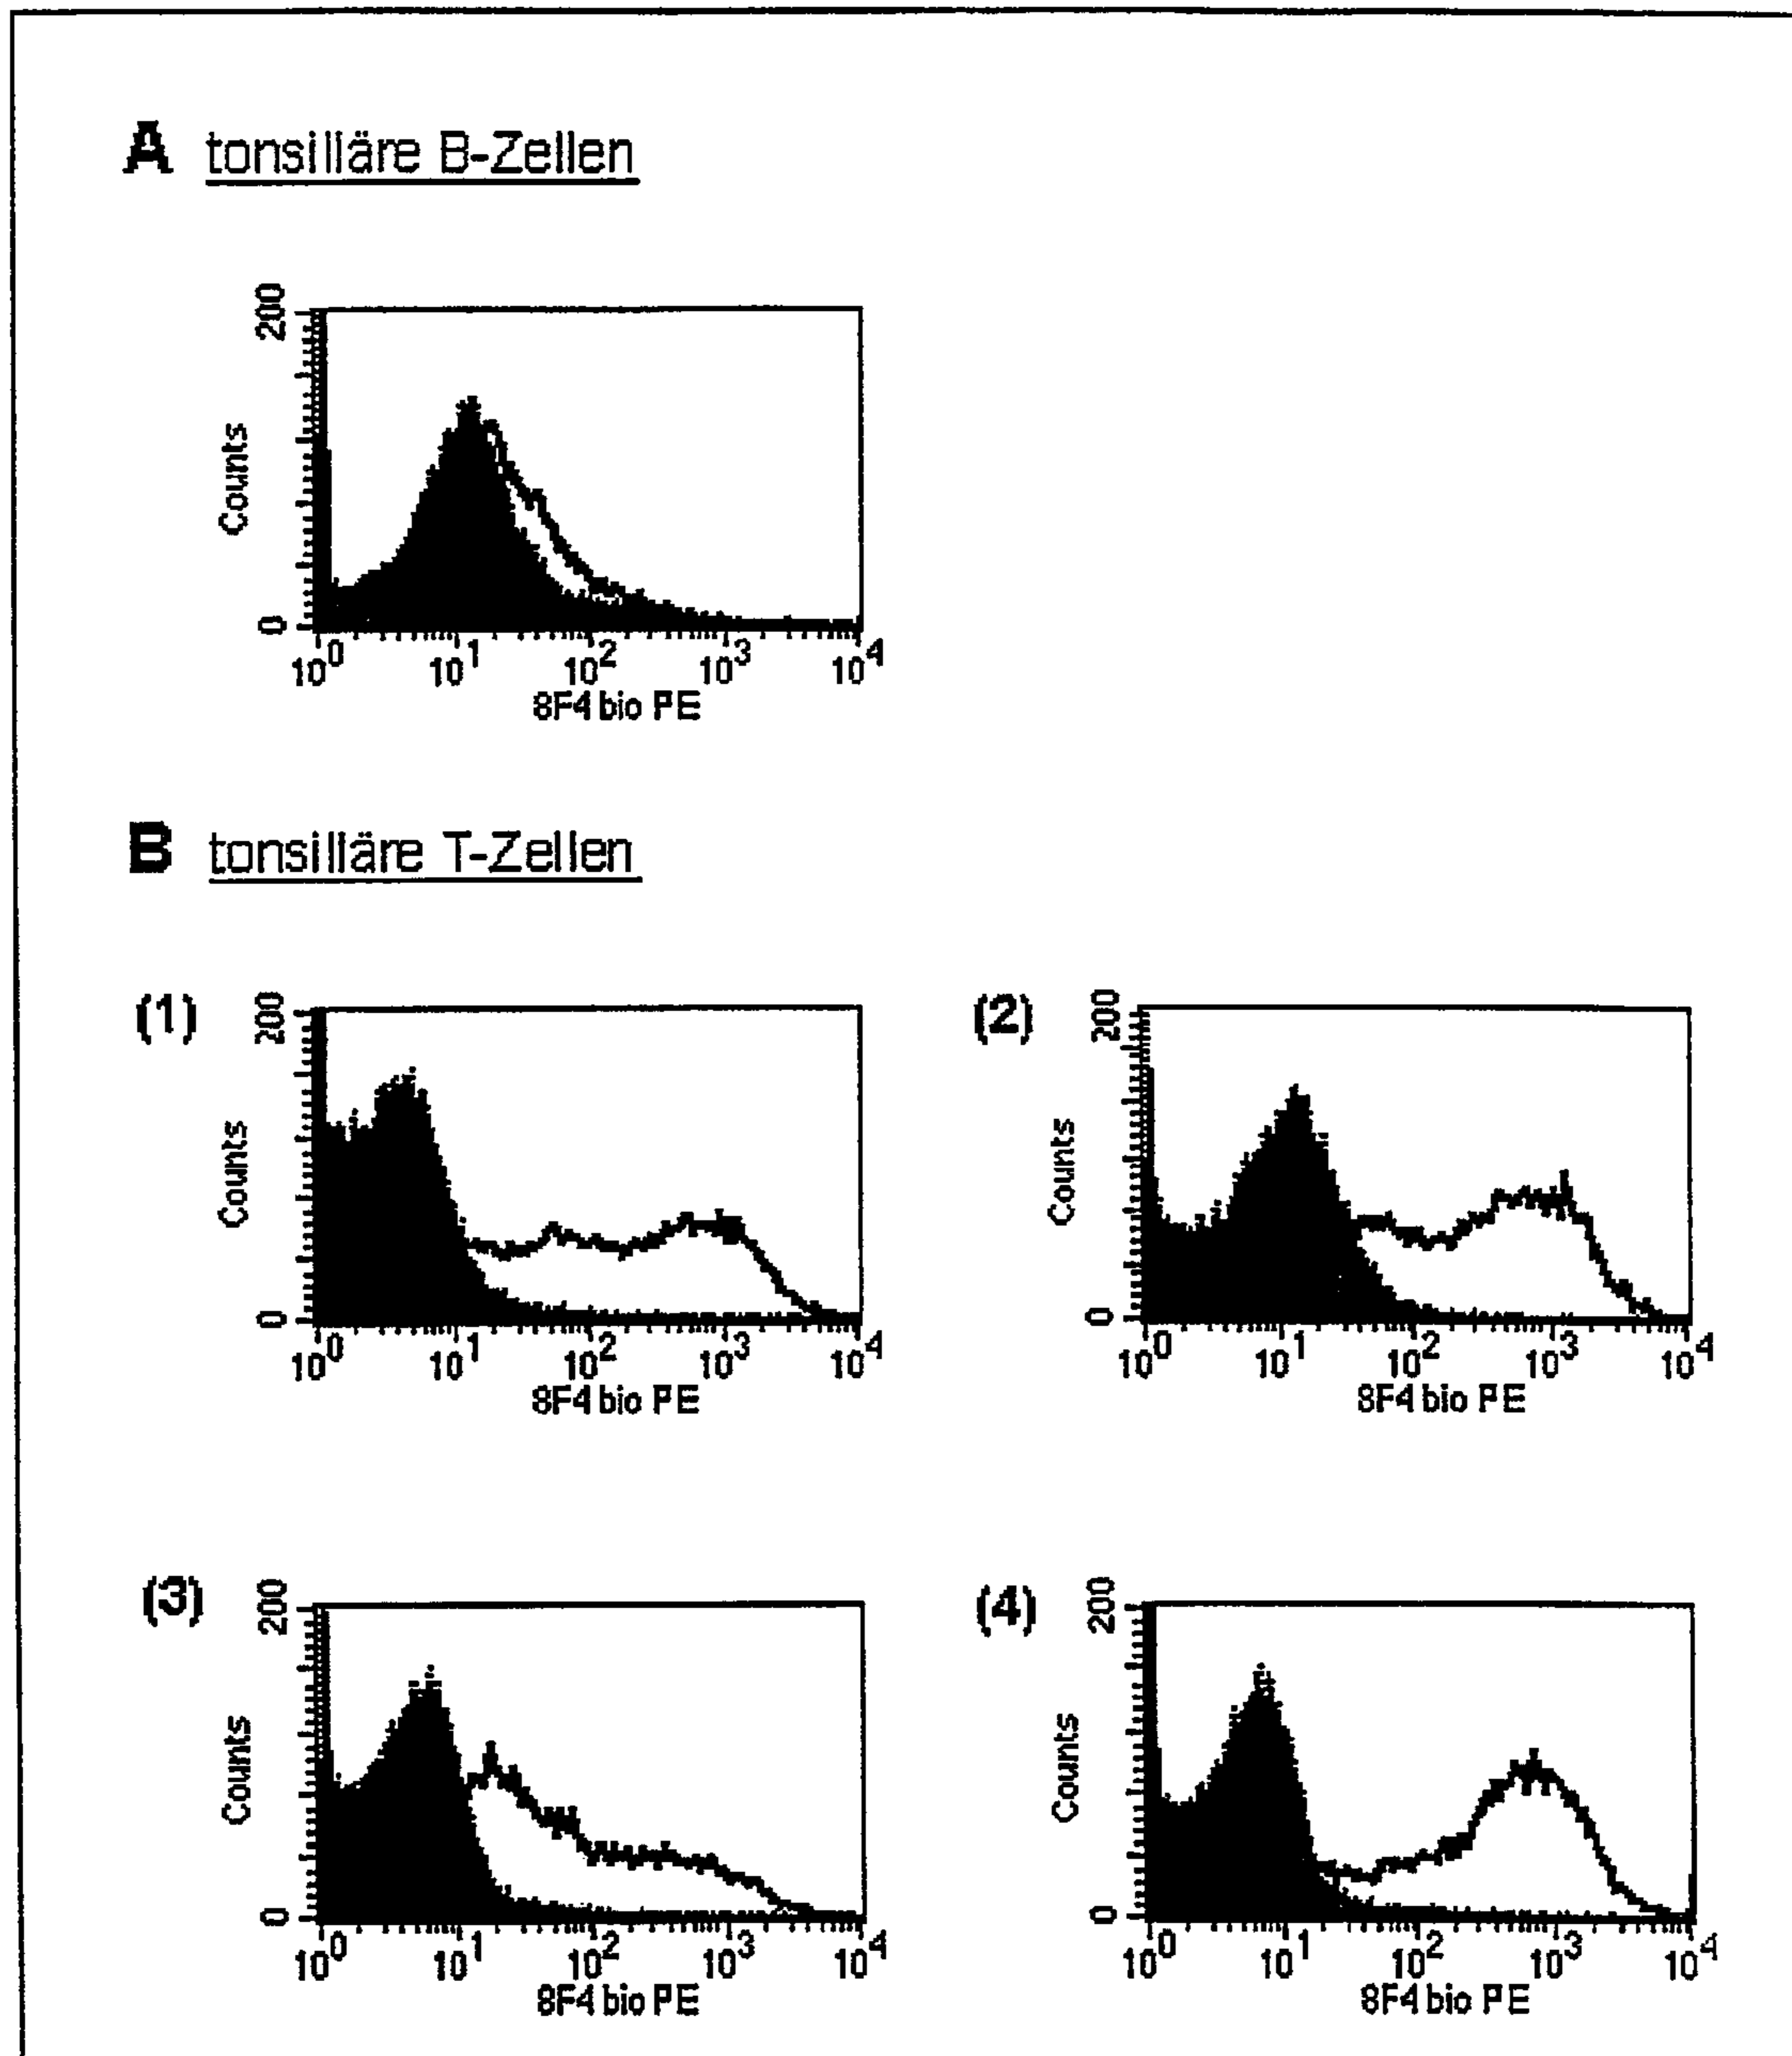 A tonsilläre B-Zellen
200
Counts
0
10^0 10^1 10^2 10^3 10^4
8F4 bio PE
B tonsilläre T-Zellen
(1)
200
Counts
0
10^0 10^1 10^2 10^3 10^4
8F4 bio PE
(2)
200
Counts
0
10^0 10^1 10^2 10^3 10^4
8F4 bio PE
(3)
200
Counts
0
10^0 10^1 10^2 10^3 10^4
8F4 bio PE
(4)
200
Counts
0
10^0 10^1 10^2 10^3 10^4
8F4 bio PE